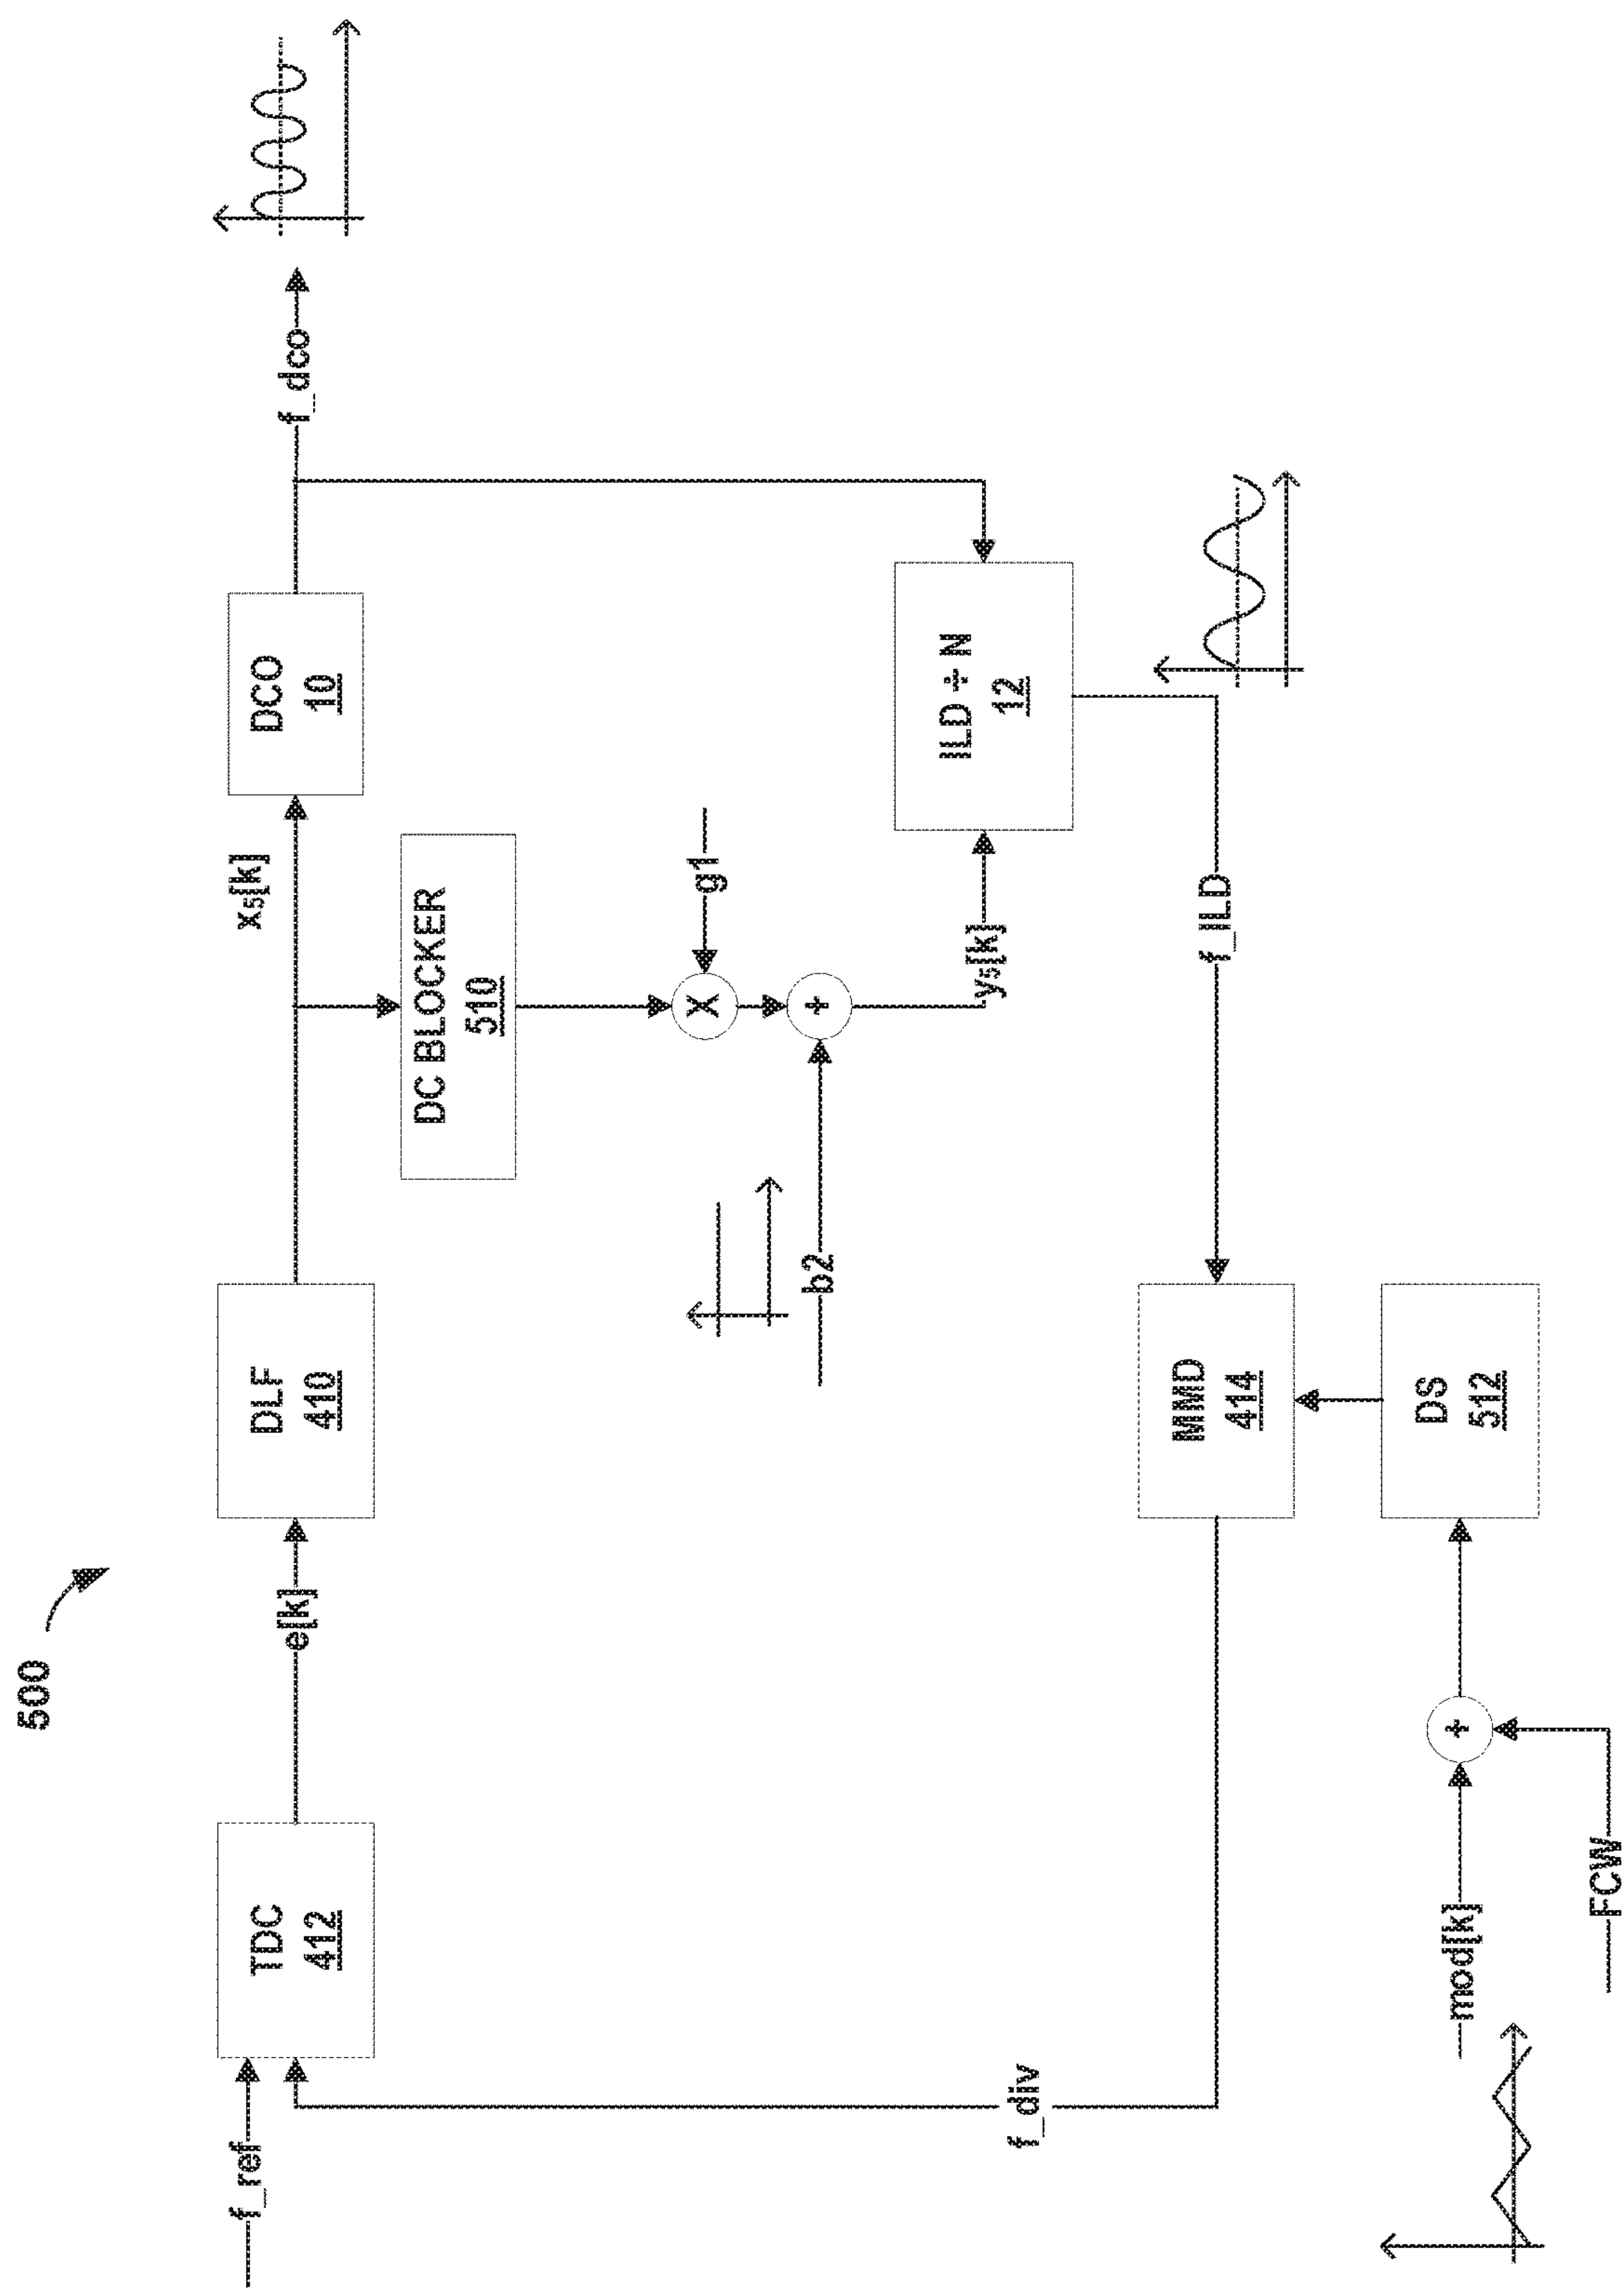 500
f_ref
TDC
412
e[k]
DLF
410
x₅[k]
DCO
10
f_dco
DC BLOCKER
510
X
g1
+
b2
y₅[k]
ILD ÷ N
12
f_ILD
f_div
MMD
414
DS
512
mod[k]
+
FCW